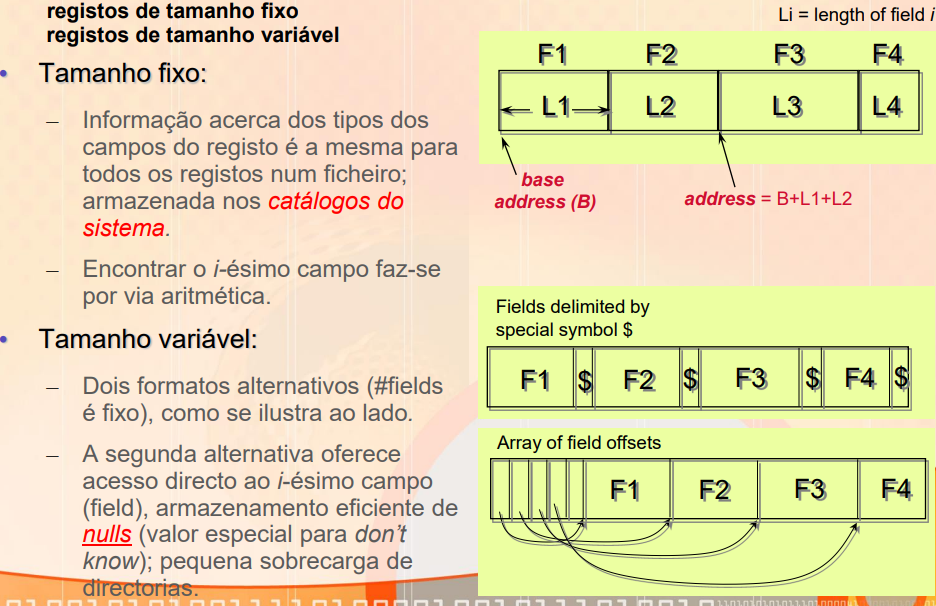 registos de tamanho fixo
registos de tamanho variável
• Tamanho fixo:
– Informação acerca dos tipos dos
campos do registo é a mesma para
todos os registos num ficheiro;
armazenada nos catálogos do
sistema.
– Encontrar o i-ésimo campo faz-se
por via aritmética.
• Tamanho variável:
– Dois formatos alternativos (#fields
é fixo), como se ilustra ao lado.
– A segunda alternativa oferece
acesso directo ao i-ésimo campo
(field), armazenamento eficiente de
nulls (valor especial para don't
know); pequena sobrecarga de
directorias.
Li = length of field i
F1 F2 F3 F4
L1 L2 L3 L4
base
address (B)
address = B+L1+L2
Fields delimited by
special symbol $
F1 $ F2 $ F3 $ F4 $
Array of field offsets
F1 F2 F3 F4